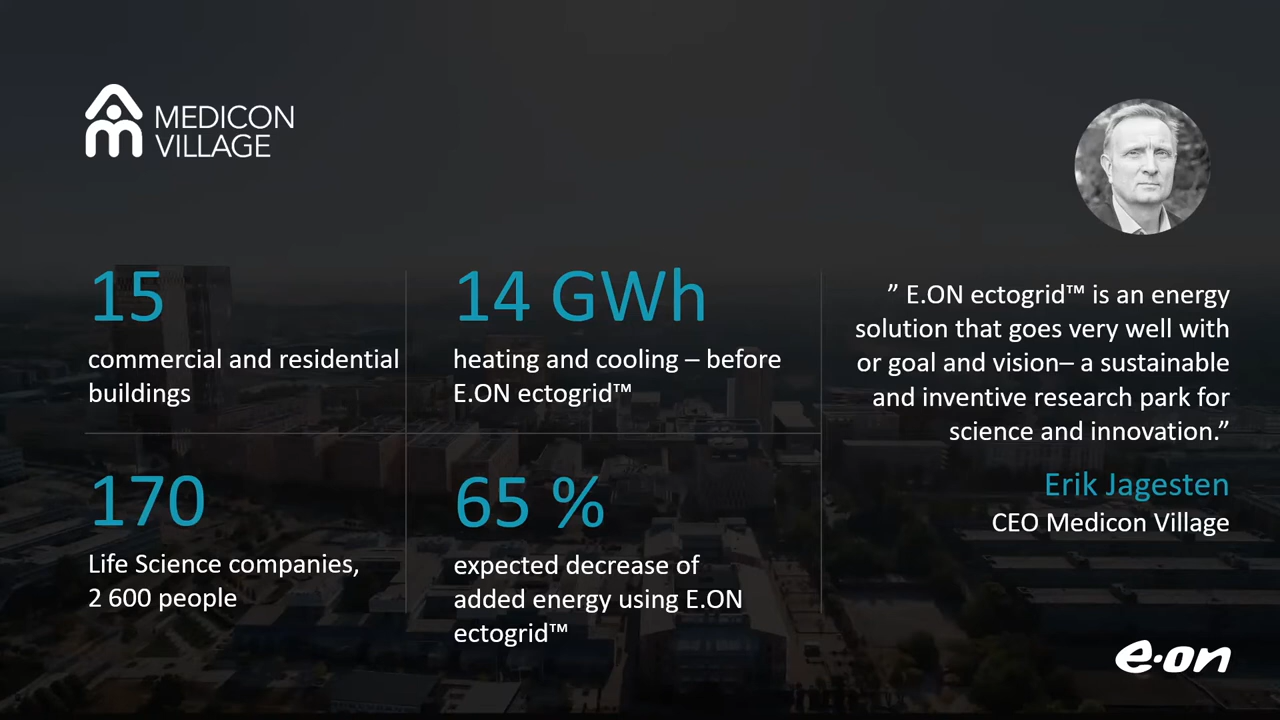 MEDICON
VILLAGE
15
commercial and residential
buildings
14 GWh
heating and cooling – before
E.ON ectogrid™
170
Life Science companies,
2 600 people
65 %
expected decrease of
added energy using E.ON
ectogrid™
” E.ON ectogrid™ is an energy
solution that goes very well with
or goal and vision– a sustainable
and inventive research park for
science and innovation.”
Erik Jagesten
CEO Medicon Village
e·on